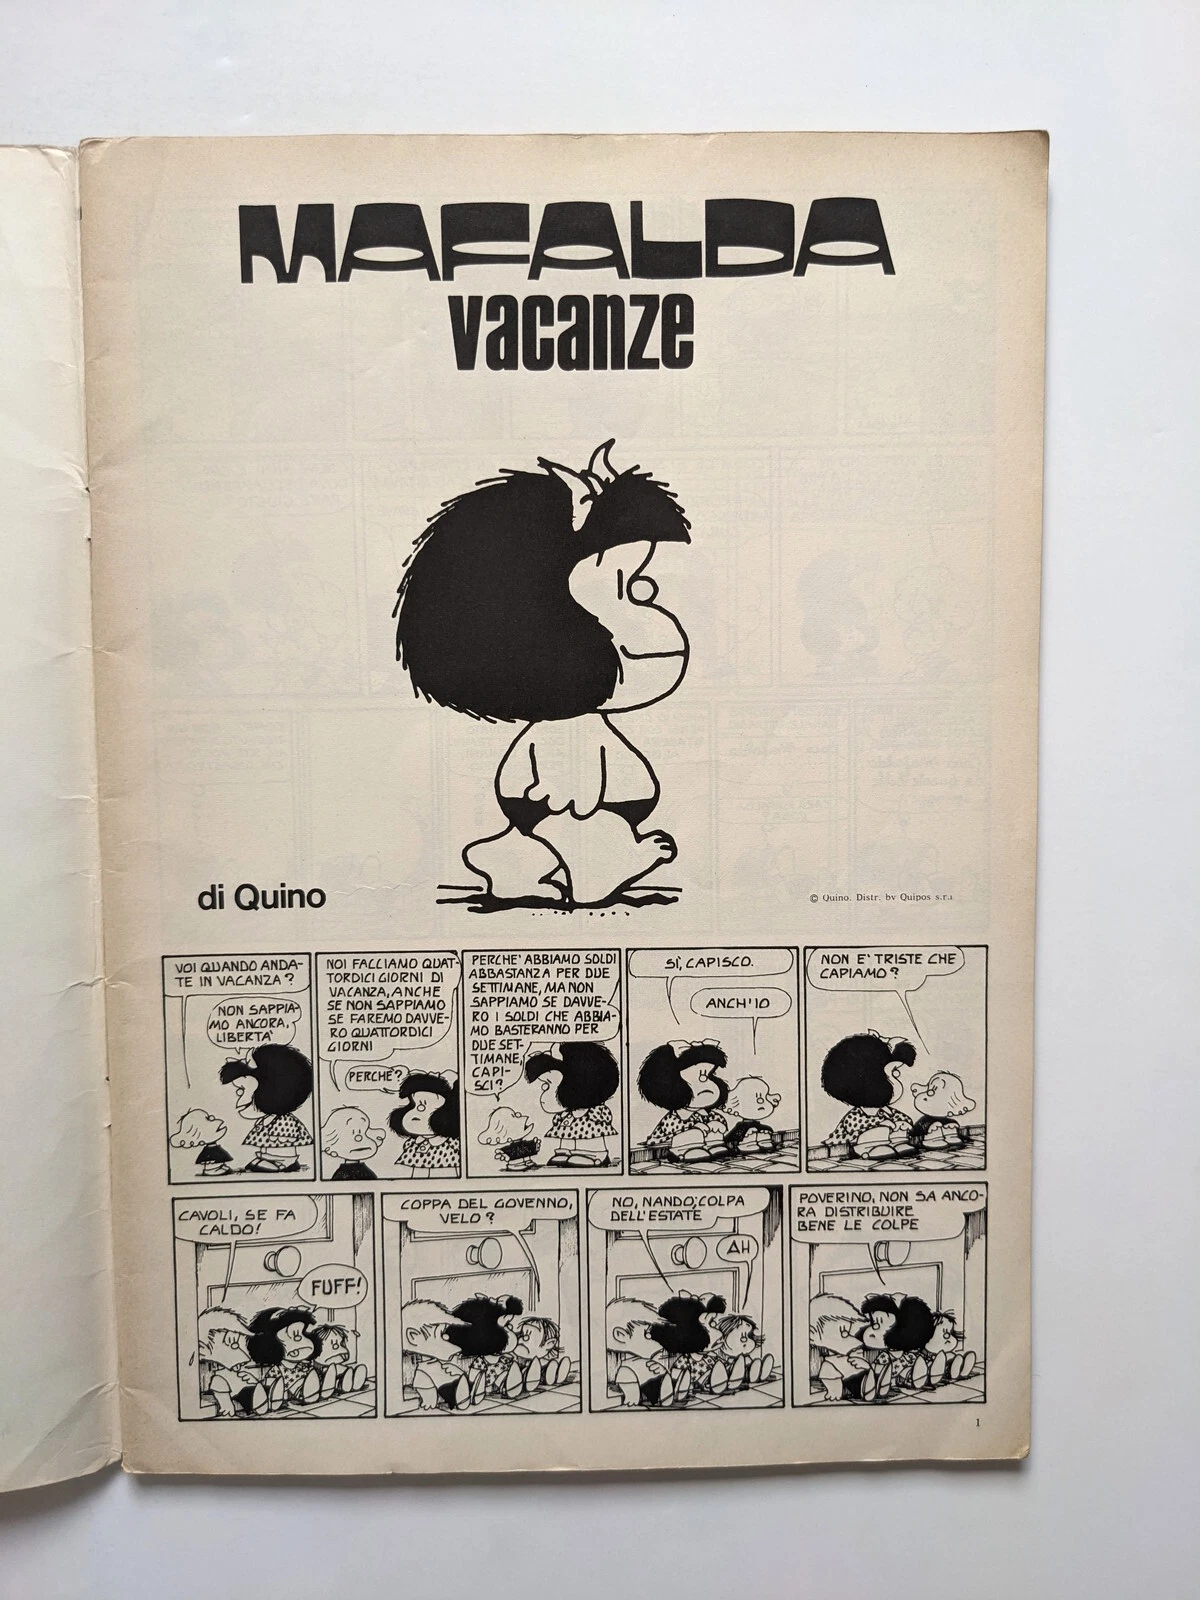 MAFALDA
vacanze
di Quino
© Quino. Distr. by Quipos s.r.l
VOI QUANDO ANDA-
TE IN VACANZA?
NON SAPPIA-
MO ANCORA,
LIBERTÀ
NOI FACCIAMO QUAT-
TORDICI GIORNI DI
VACANZA, ANCHE
SE NON SAPPIAMO
SE FAREMO DAVVE-
RO QUATTORDICI
GIORNI
PERCHÉ?
PERCHE' ABBIAMO SOLDI
ABBASTANZA PER DUE
SETTIMANE, MA NON
SAPPIAMO SE DAVVE-
RO I SOLDI CHE ABBIA-
MO BASTERANNO PER
DUE SET-
TIMANE,
CAPI-
SCI?
SÌ, CAPISCO.
ANCH'IO
NON E' TRISTE CHE
CAPIAMO?
CAVOLI, SE FA
CALDO!
FUFF!
COPPA DEL GOVENNO,
VELO?
NO, NANDO; COLPA
DELL'ESTATE
AH
POVERINO, NON SA ANCO-
RA DISTRIBUIRE
BENE LE COLPE
1